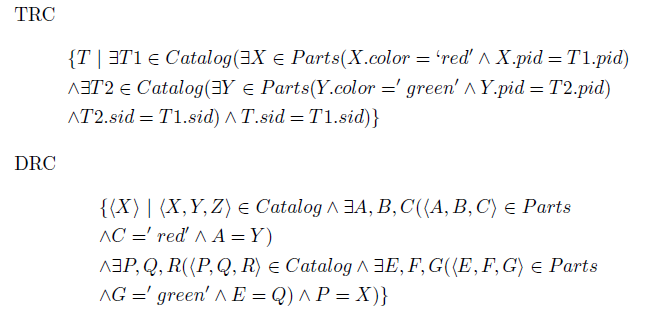 TRC
{T | ∃T1 ∈ Catalog(∃X ∈ Parts(X.color = ‘red′ ∧ X.pid = T1.pid)
∧∃T2 ∈ Catalog(∃Y ∈ Parts(Y.color =′ green′ ∧ Y.pid = T2.pid)
∧T2.sid = T1.sid) ∧ T.sid = T1.sid)}
DRC
{⟨X⟩ | ⟨X, Y, Z⟩ ∈ Catalog ∧ ∃A, B, C(⟨A, B, C⟩ ∈ Parts
∧C =′ red′ ∧ A = Y)
∧∃P, Q, R(⟨P, Q, R⟩ ∈ Catalog ∧ ∃E, F, G(⟨E, F, G⟩ ∈ Parts
∧G =′ green′ ∧ E = Q) ∧ P = X)}